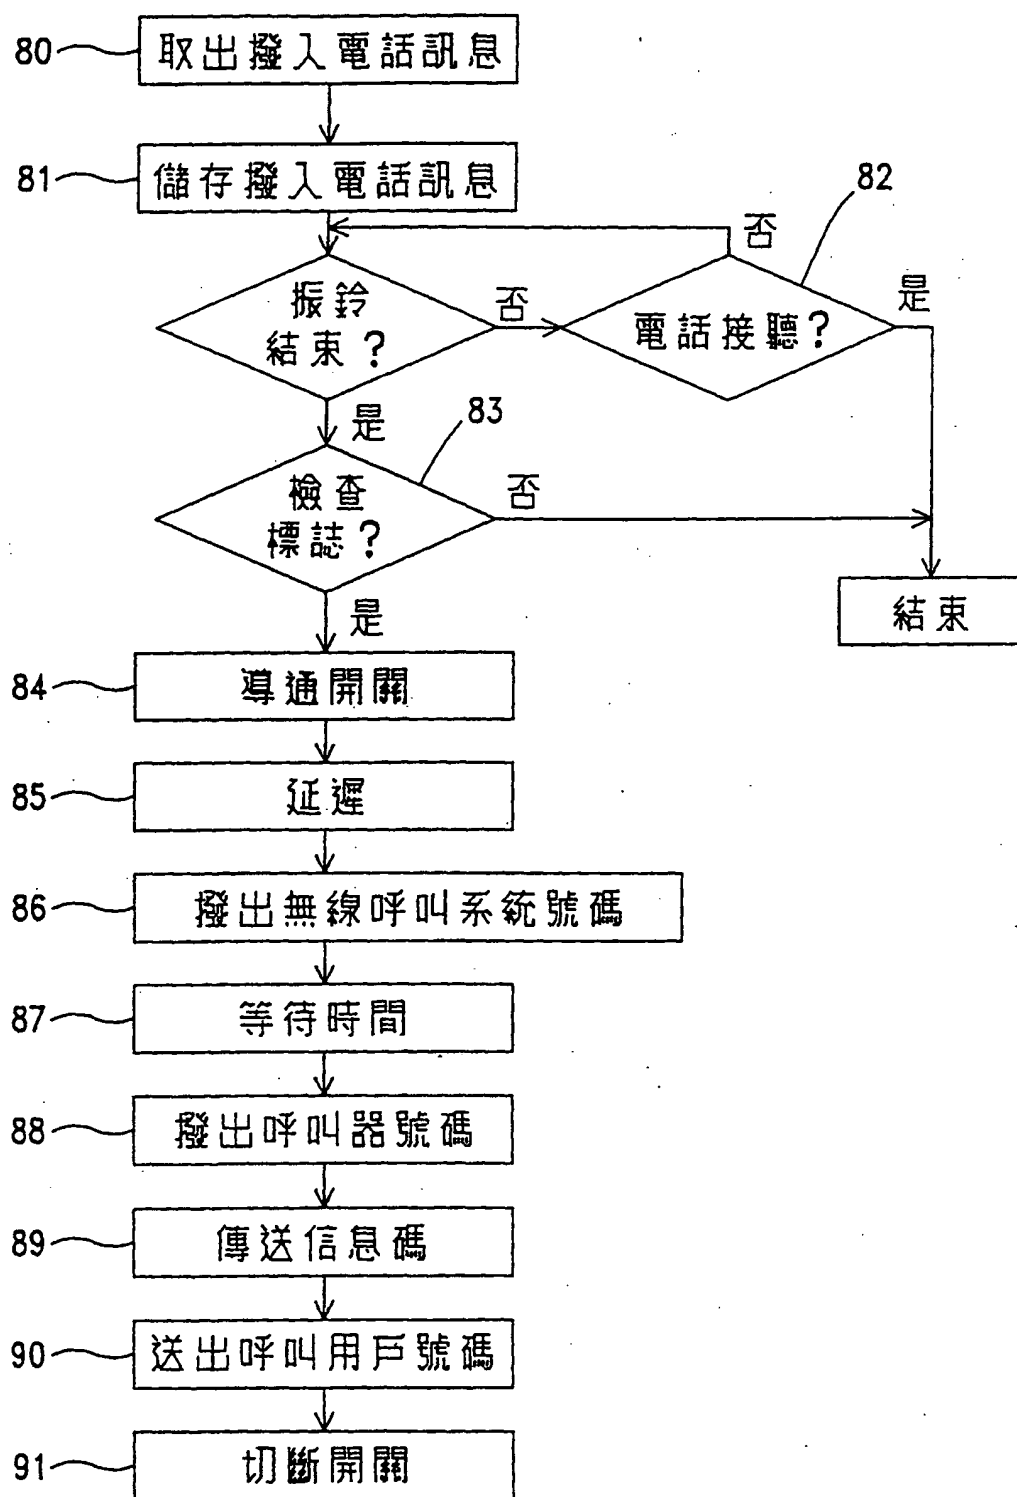 80
取出撥入電話訊息
81
儲存撥入電話訊息
82
否
振鈴
結束？
否
電話接聽？
是
是
83
檢查
標誌？
否
是
結束
84
導通開關
85
延遲
86
撥出無線呼叫系統號碼
87
等待時間
88
撥出呼叫器號碼
89
傳送信息碼
90
送出呼叫用戶號碼
91
切斷開關